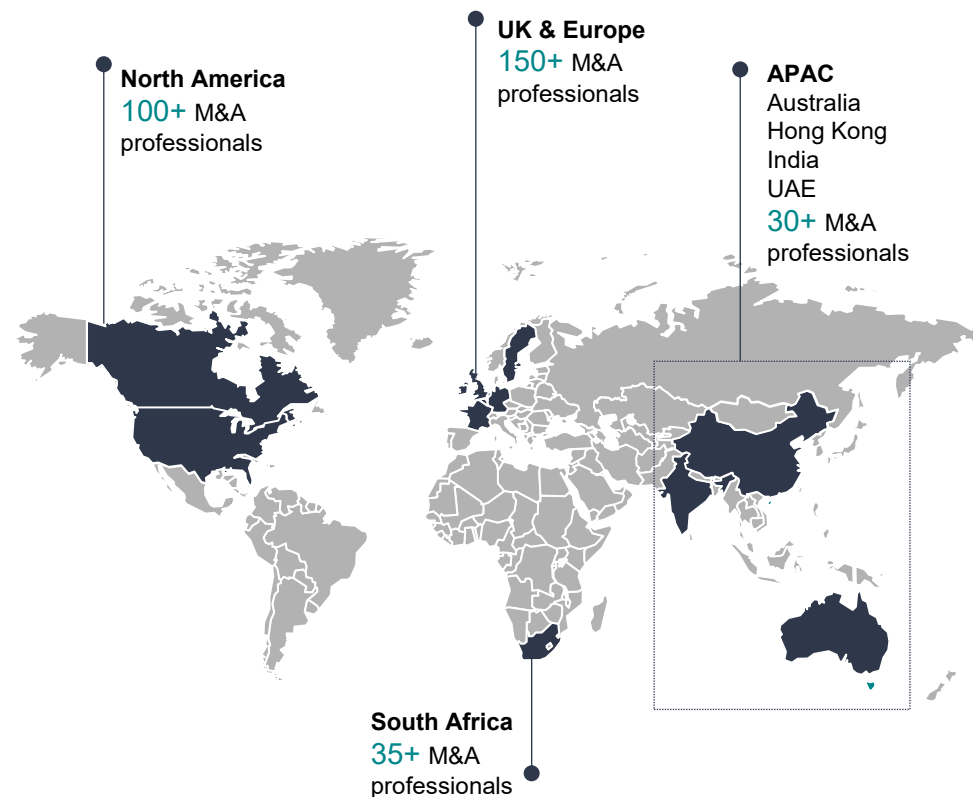 North America
100+ M&A
professionals
UK & Europe
150+ M&A
professionals
APAC
Australia
Hong Kong
India
UAE
30+ M&A
professionals
South Africa
35+ M&A
professionals